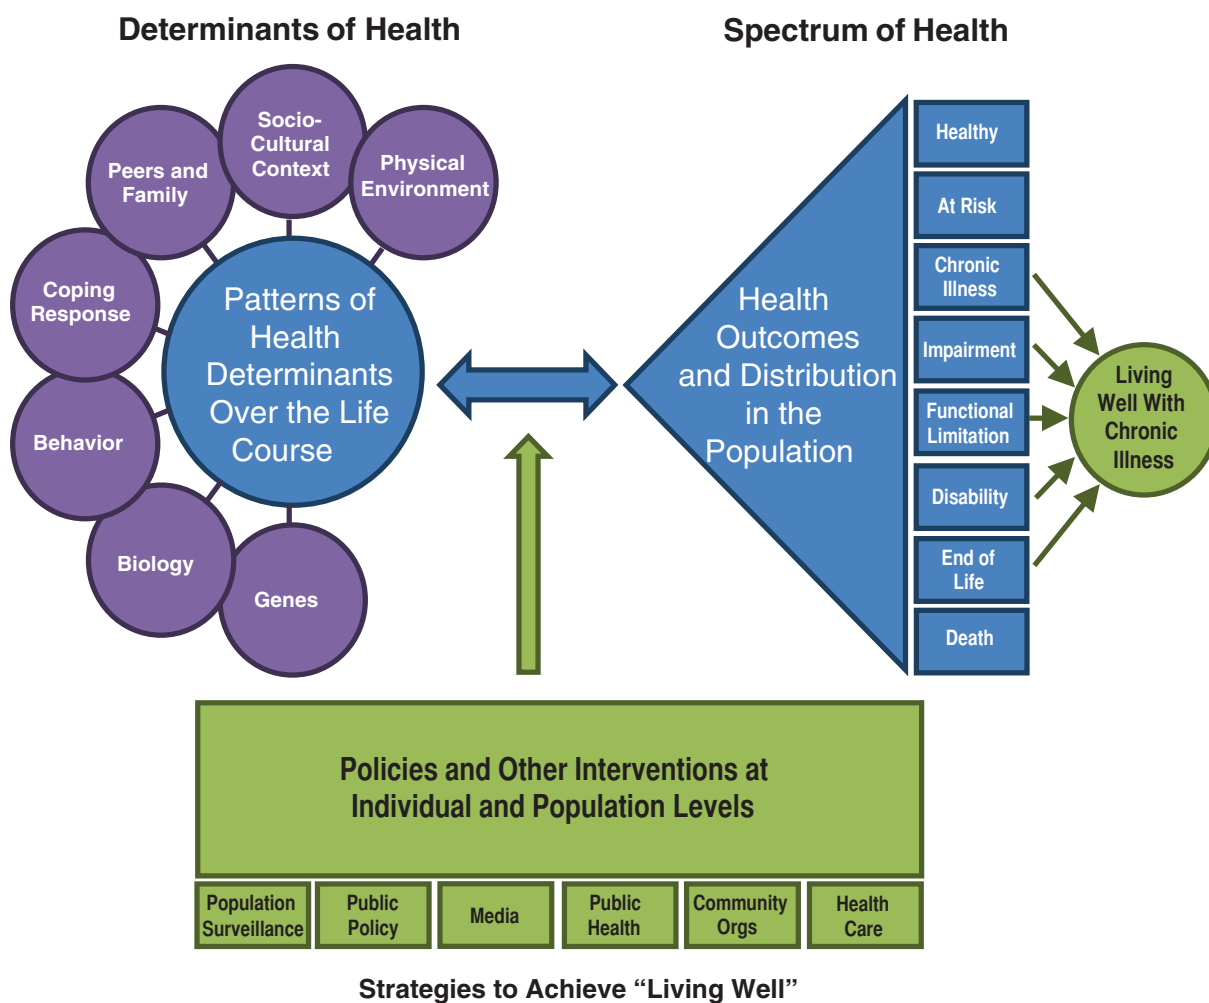 Determinants of Health
Spectrum of Health
Socio-
Cultural
Context
Physical
Environment
Peers and
Family
Coping
Response
Behavior
Biology
Genes
Patterns of
Health
Determinants
Over the Life
Course
Health
Outcomes
and Distribution
in the
Population
Healthy
At Risk
Chronic
Illness
Impairment
Functional
Limitation
Disability
End of
Life
Death
Living
Well With
Chronic
Illness
Policies and Other Interventions at
Individual and Population Levels
Population
Surveillance
Public
Policy
Media
Public
Health
Community
Orgs
Health
Care
Strategies to Achieve “Living Well”